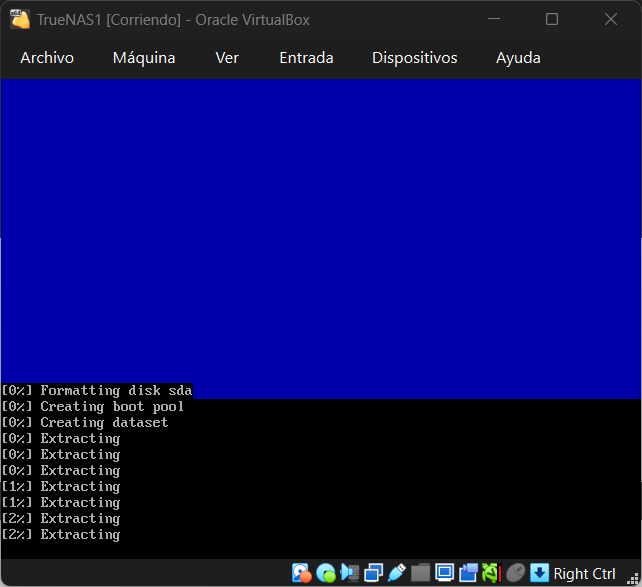 TrueNAS1 [Corriendo] - Oracle VirtualBox
Archivo Máquina Ver Entrada Dispositivos Ayuda
[0%] Formatting disk sda
[0%] Creating boot pool
[0%] Creating dataset
[0%] Extracting
[0%] Extracting
[0%] Extracting
[1%] Extracting
[1%] Extracting
[2%] Extracting
[2%] Extracting
Right Ctrl